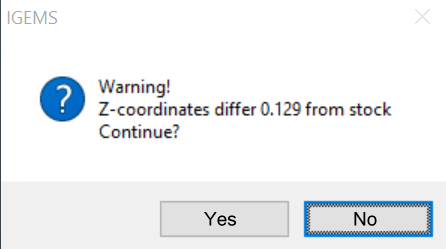 IGEMS
Warning!
Z-coordinates differ 0.129 from stock
Continue?
Yes
No